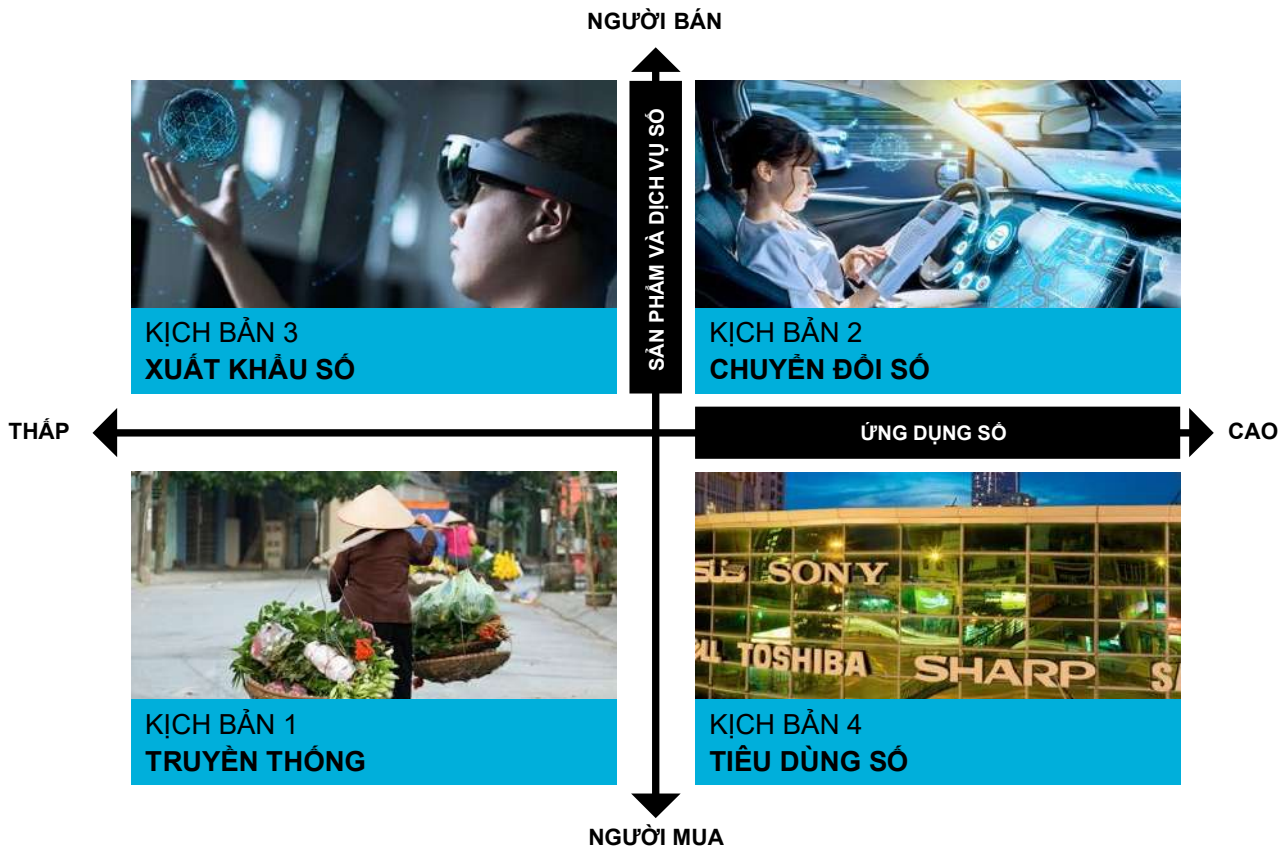 NGƯỜI BÁN
SẢN PHẨM VÀ DỊCH VỤ SỐ
KỊCH BẢN 3
XUẤT KHẨU SỐ
KỊCH BẢN 2
CHUYỂN ĐỔI SỐ
THẤP
ỨNG DỤNG SỐ
CAO
SONY
TOSHIBA
SHARP
KỊCH BẢN 1
TRUYỀN THỐNG
KỊCH BẢN 4
TIÊU DÙNG SỐ
NGƯỜI MUA